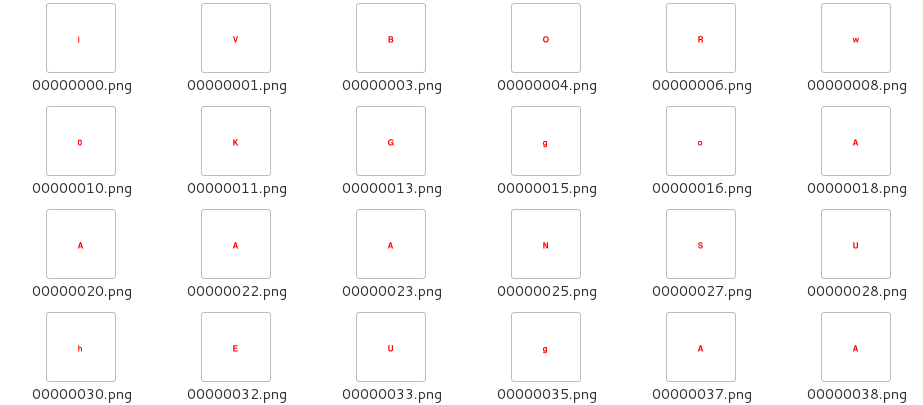 i V B O R w
00000000.png 00000001.png 00000003.png 00000004.png 00000006.png 00000008.png
0 K G g o A
00000010.png 00000011.png 00000013.png 00000015.png 00000016.png 00000018.png
A A A N S U
00000020.png 00000022.png 00000023.png 00000025.png 00000027.png 00000028.png
h E U g A A
00000030.png 00000032.png 00000033.png 00000035.png 00000037.png 00000038.png